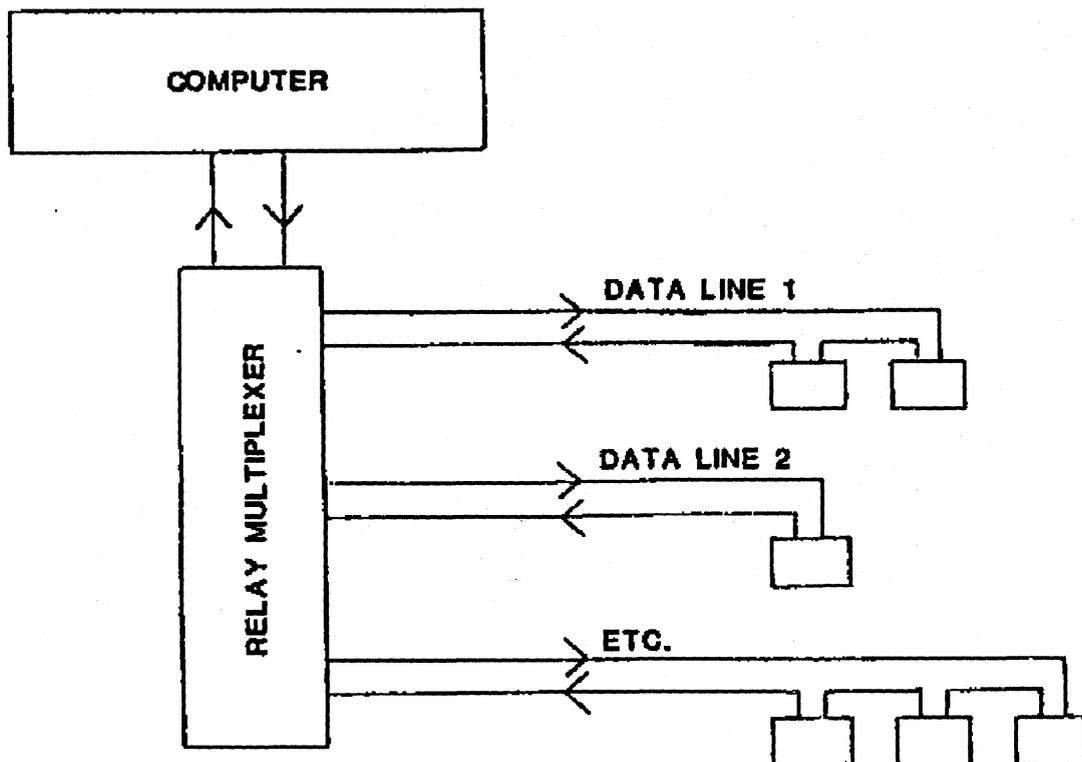 COMPUTER
DATA LINE 1
RELAY MULTIPLEXER
DATA LINE 2
ETC.